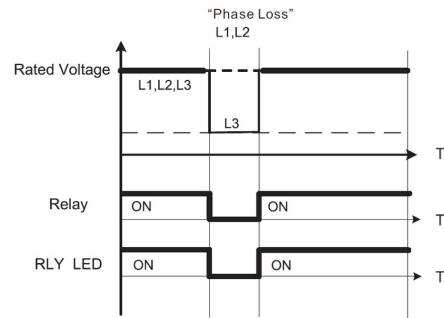 "Phase Loss"
L1,L2
Rated Voltage
L1,L2,L3
L3
T
Relay
ON
ON
T
RLY LED
ON
ON
T